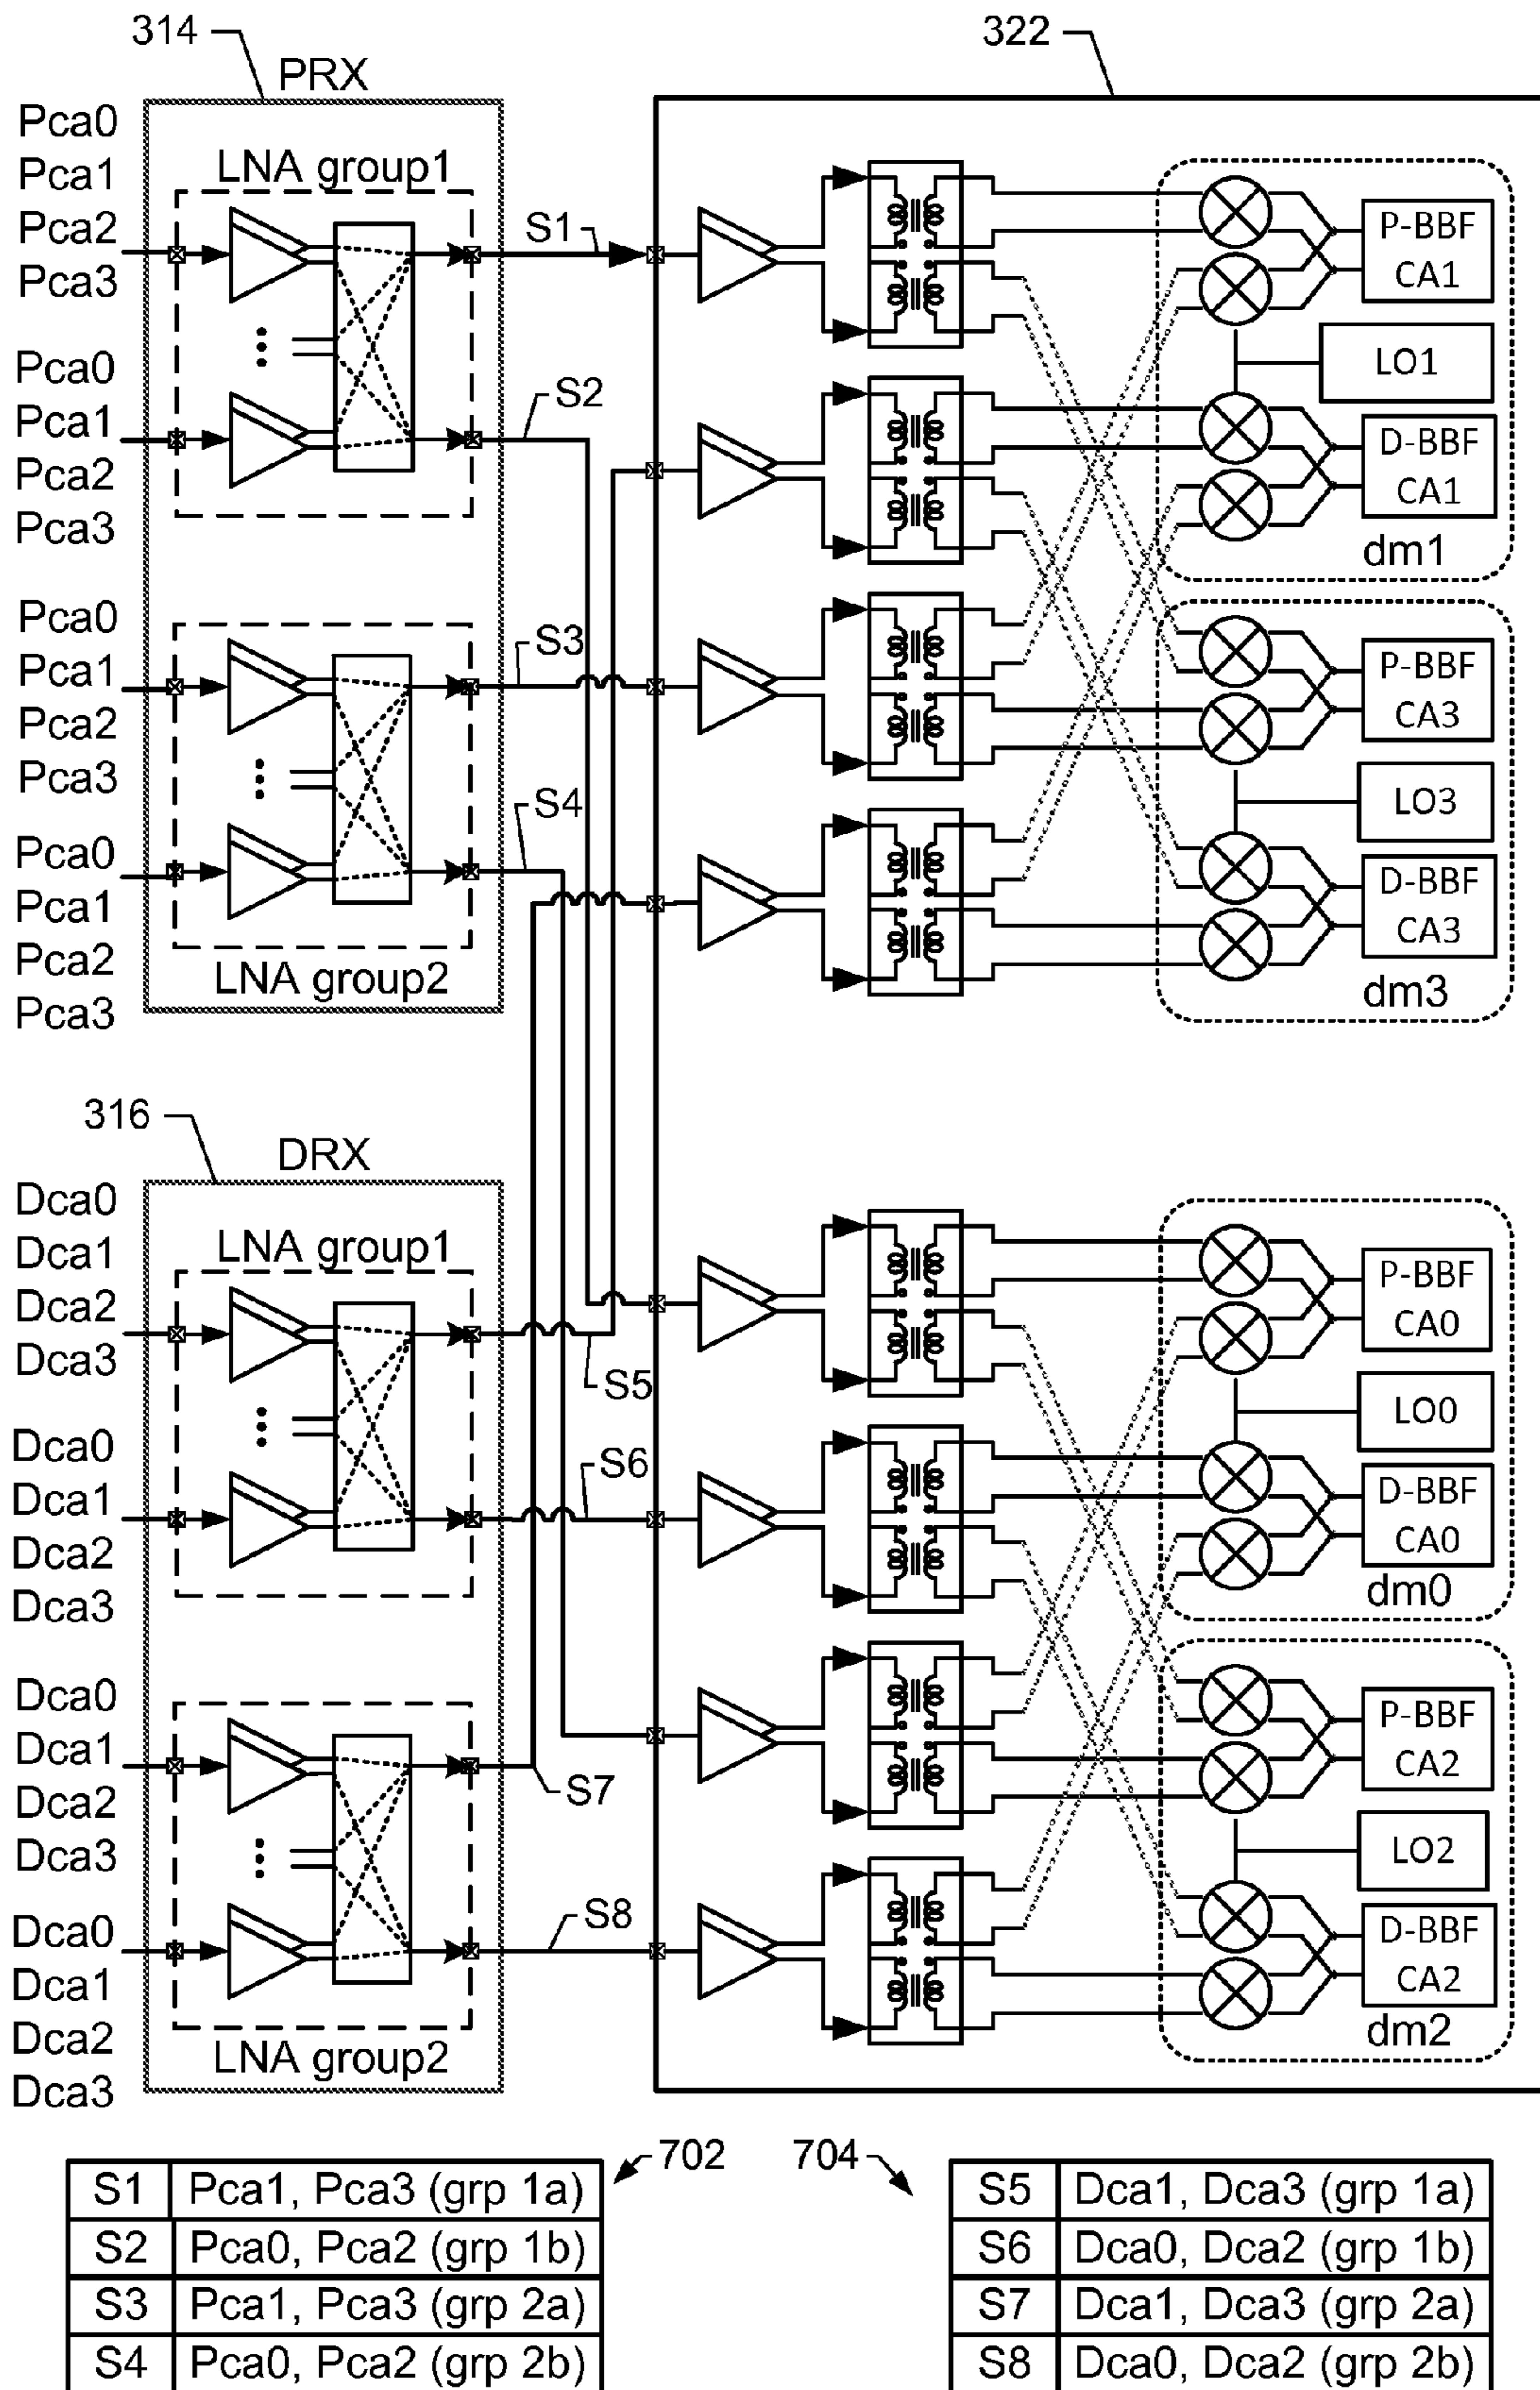 314
PRX
322
Pca0
Pca1
Pca2
Pca3
LNA group1
S1
P-BBF
CA1
LO1
Pca0
Pca1
Pca2
Pca3
S2
D-BBF
CA1
dm1
Pca0
Pca1
Pca2
Pca3
S3
P-BBF
CA3
LO3
Pca0
Pca1
Pca2
Pca3
S4
LNA group2
D-BBF
CA3
dm3
316
DRX
Dca0
Dca1
Dca2
Dca3
LNA group1
S5
P-BBF
CA0
LO0
Dca0
Dca1
Dca2
Dca3
S6
D-BBF
CA0
dm0
Dca0
Dca1
Dca2
Dca3
S7
P-BBF
CA2
LO2
Dca0
Dca1
Dca2
Dca3
S8
LNA group2
D-BBF
CA2
dm2
702
S1 Pca1, Pca3 (grp 1a)
S2 Pca0, Pca2 (grp 1b)
S3 Pca1, Pca3 (grp 2a)
S4 Pca0, Pca2 (grp 2b)
704
S5 Dca1, Dca3 (grp 1a)
S6 Dca0, Dca2 (grp 1b)
S7 Dca1, Dca3 (grp 2a)
S8 Dca0, Dca2 (grp 2b)